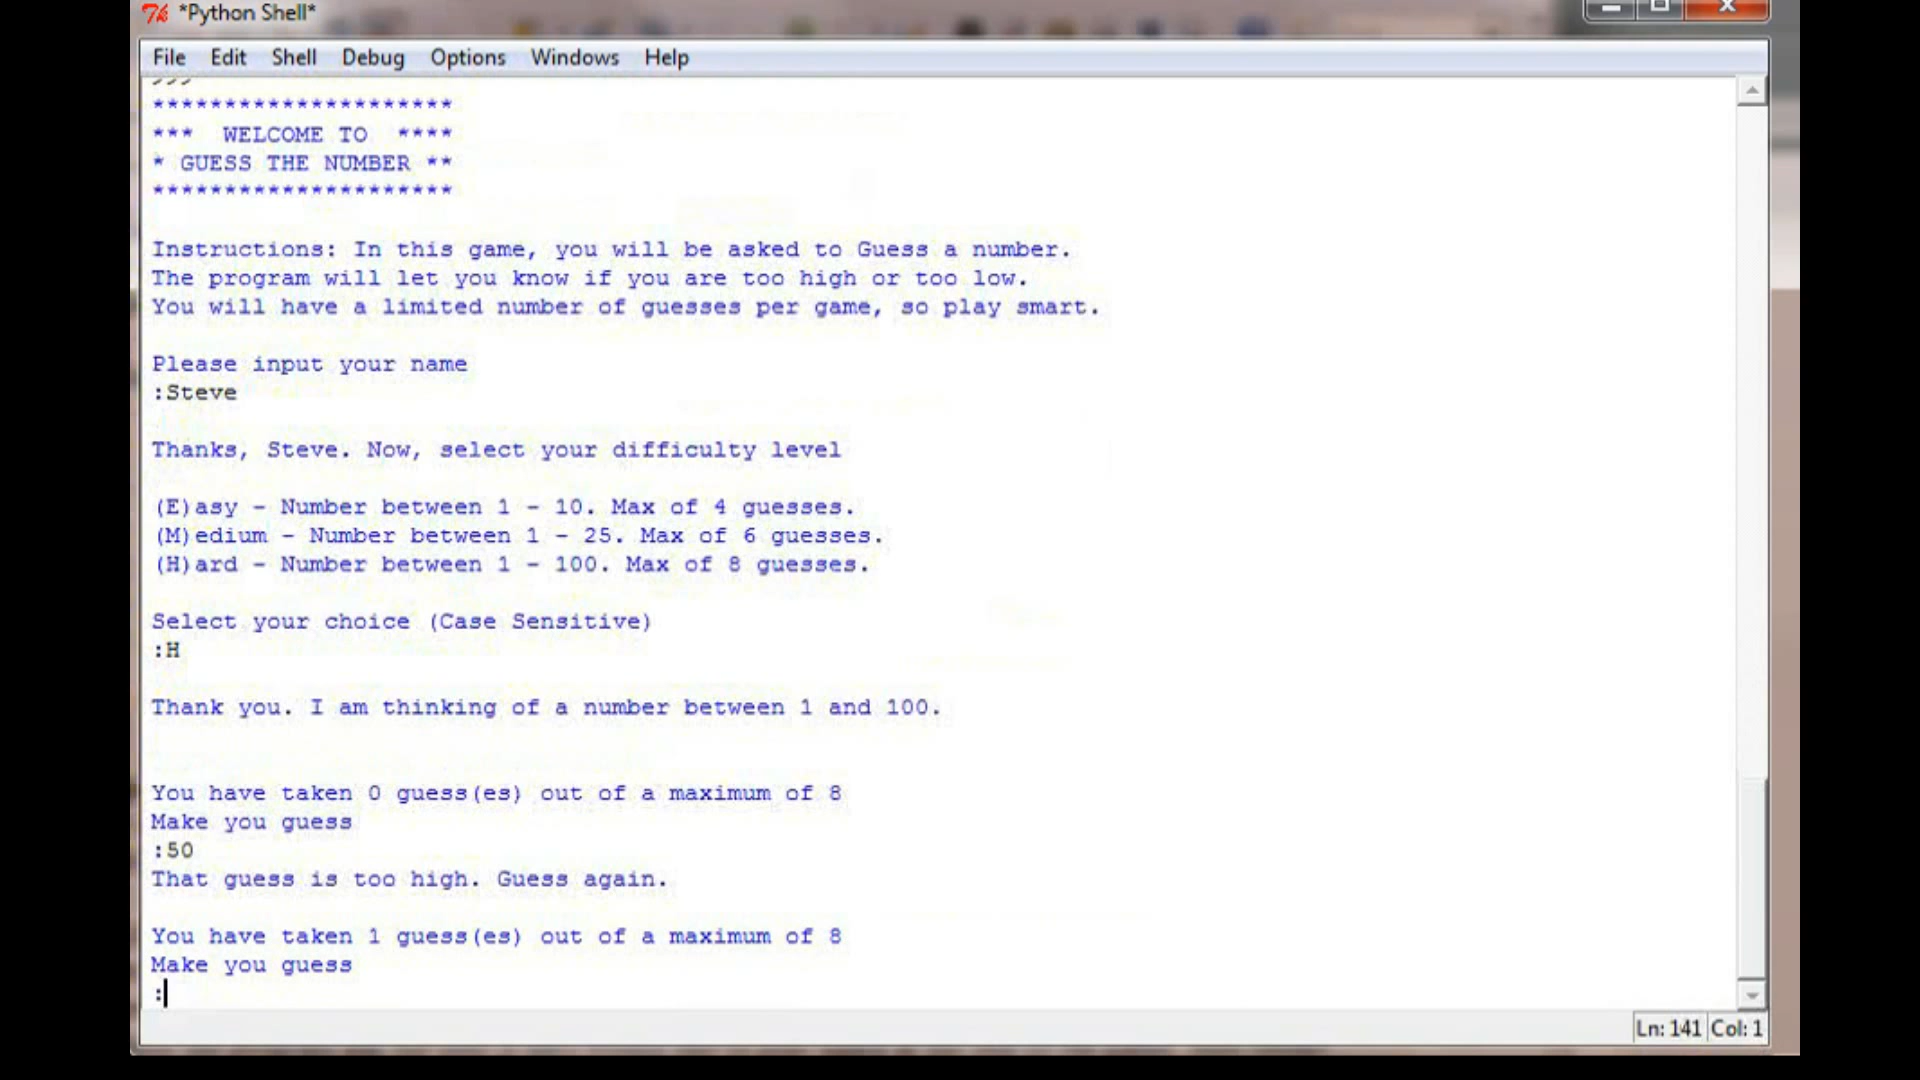 *Python Shell*
File Edit Shell Debug Options Windows Help
>>>
*********************
*** WELCOME TO ****
* GUESS THE NUMBER **
*********************
Instructions: In this game, you will be asked to Guess a number.
The program will let you know if you are too high or too low.
You will have a limited number of guesses per game, so play smart.
Please input your name
:Steve
Thanks, Steve. Now, select your difficulty level
(E)asy - Number between 1 - 10. Max of 4 guesses.
(M)edium - Number between 1 - 25. Max of 6 guesses.
(H)ard - Number between 1 - 100. Max of 8 guesses.
Select your choice (Case Sensitive)
:H
Thank you. I am thinking of a number between 1 and 100.
You have taken 0 guess(es) out of a maximum of 8
Make you guess
:50
That guess is too high. Guess again.
You have taken 1 guess(es) out of a maximum of 8
Make you guess
:
Ln: 141 Col: 1